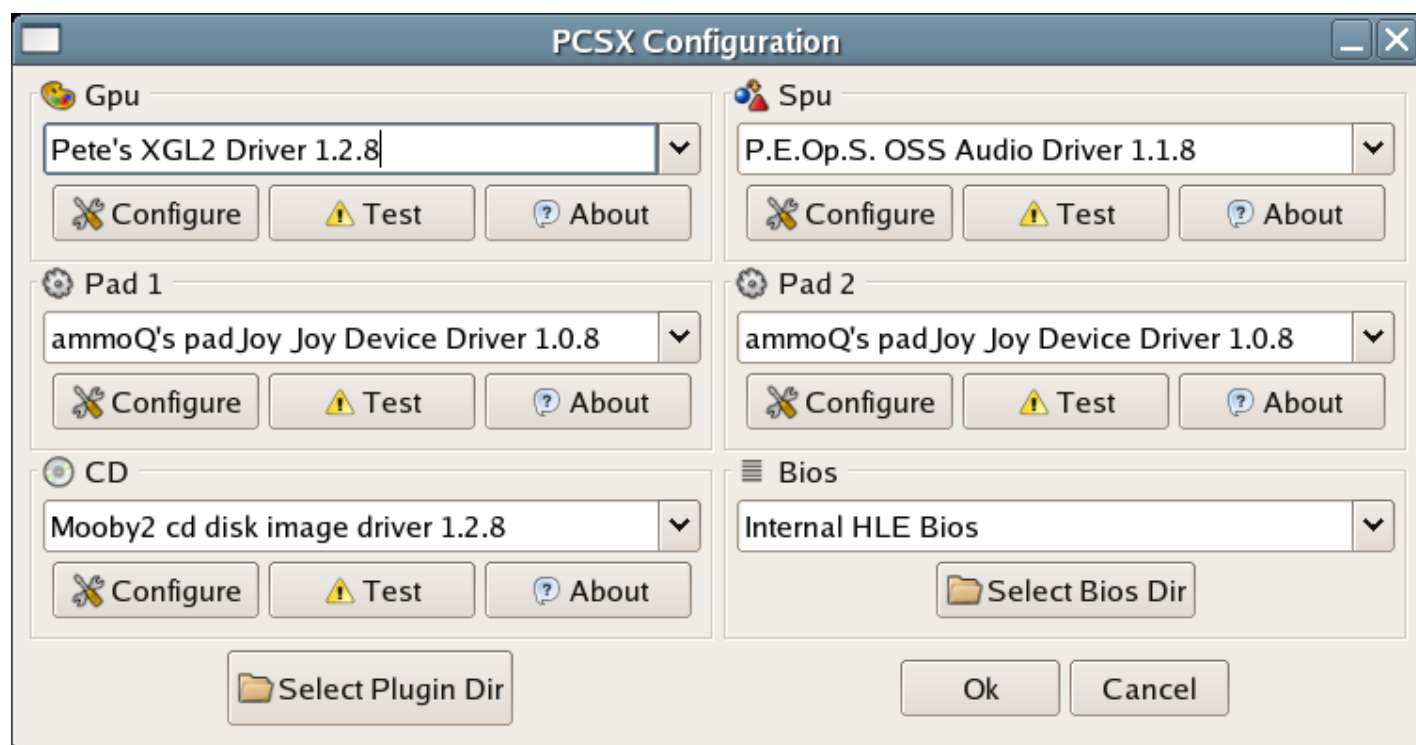 PCSX Configuration
Gpu
Pete's XGL2 Driver 1.2.8
Configure
Test
About
Spu
P.E.Op.S. OSS Audio Driver 1.1.8
Configure
Test
About
Pad 1
ammoQ's padJoy Joy Device Driver 1.0.8
Configure
Test
About
Pad 2
ammoQ's padJoy Joy Device Driver 1.0.8
Configure
Test
About
CD
Mooby2 cd disk image driver 1.2.8
Configure
Test
About
Bios
Internal HLE Bios
Select Bios Dir
Select Plugin Dir
Ok
Cancel